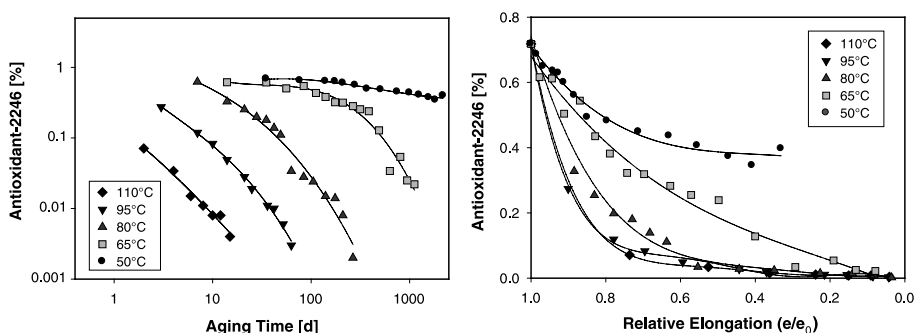 Antioxidant-2246 [%]
10
1
0.1
0.01
0.001
110°C
95°C
80°C
65°C
50°C
1 10 100 1000
Aging Time [d]
Antioxidant-2246 [%]
0.8
0.6
0.4
0.2
0.0
110°C
95°C
80°C
65°C
50°C
1.0 0.8 0.6 0.4 0.2 0.0
Relative Elongation (e/e0)